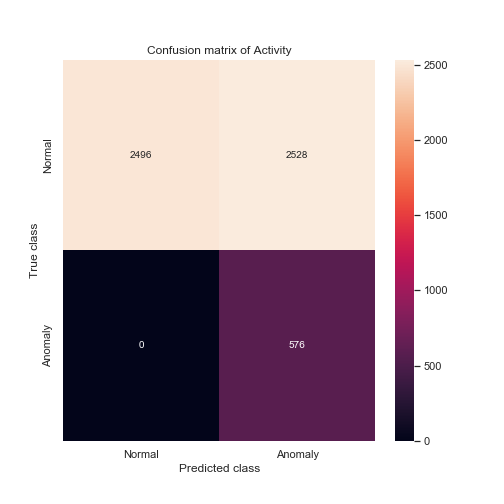 Confusion matrix of Activity
2500
Normal
2496
2528
2000
1500
True class
1000
Anomaly
0
576
500
0
Normal
Anomaly
Predicted class